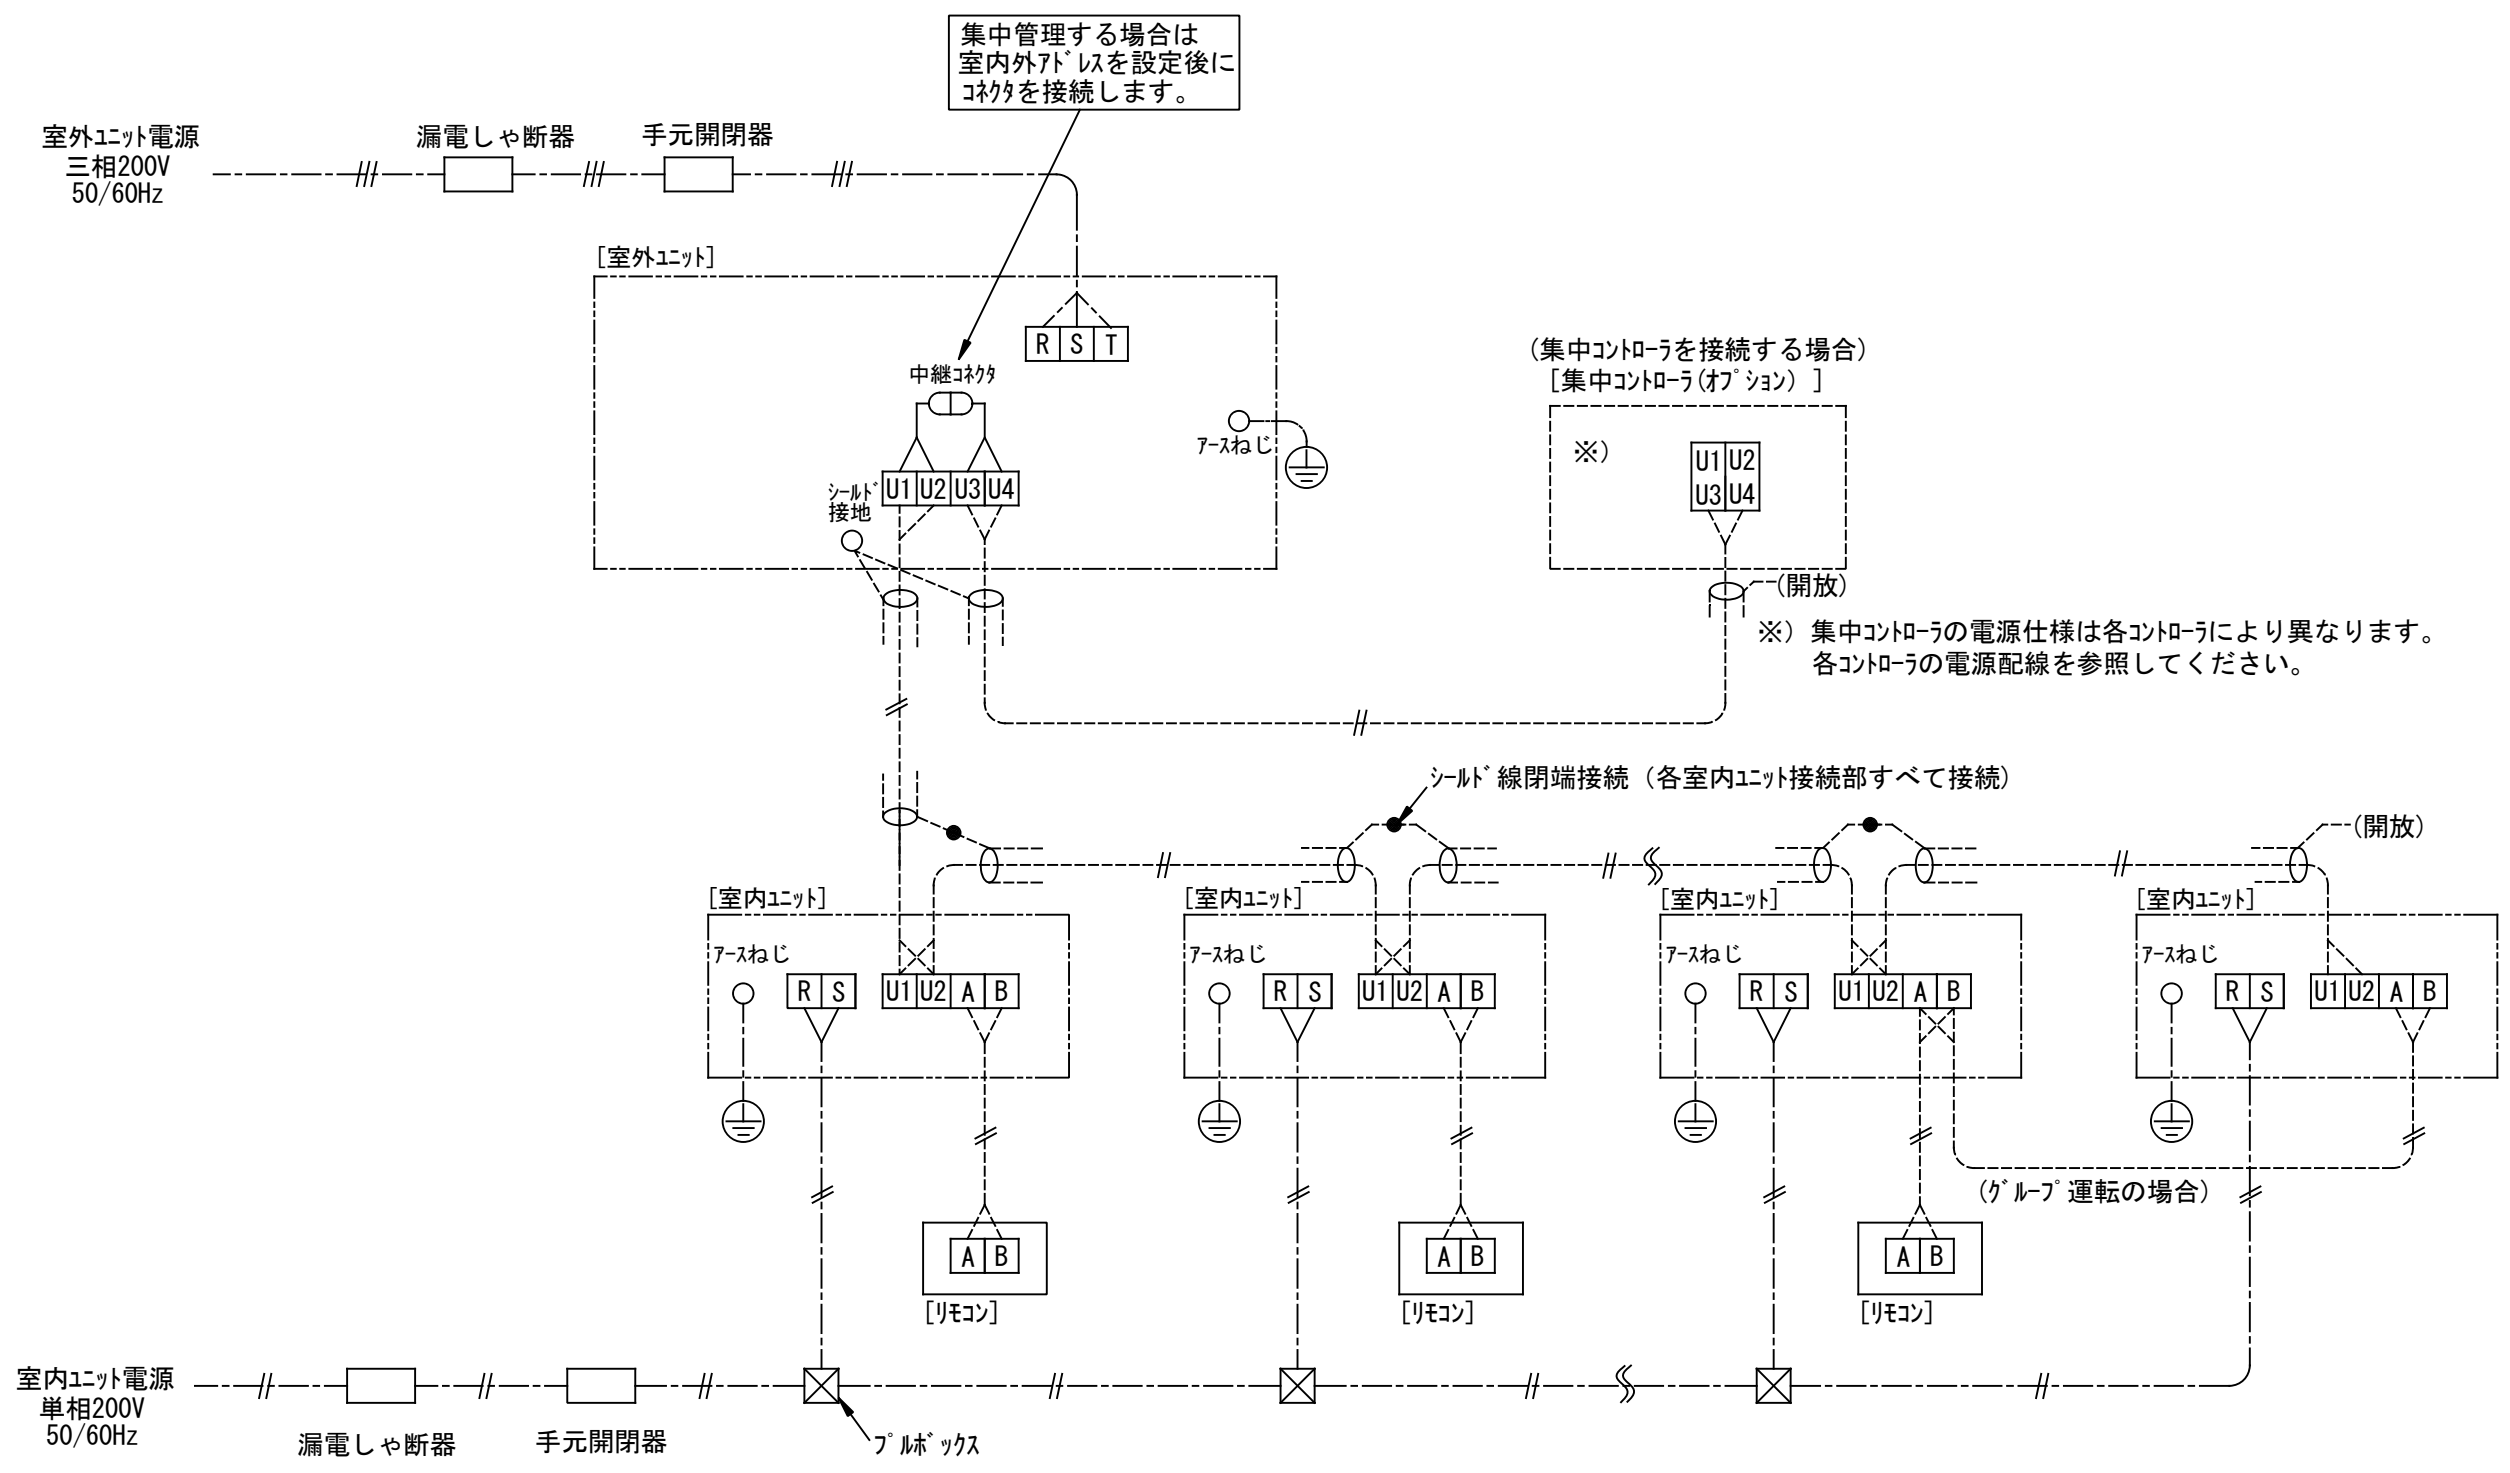 集中管理する場合は
室内外ｱﾄﾞﾚｽを設定後に
ｺﾈｸﾀを接続します。
室外ﾕﾆｯﾄ電源
三相200V
50/60Hz
漏電しゃ断器
手元開閉器
[室外ﾕﾆｯﾄ]
R S T
中継ｺﾈｸﾀ
ｱｰｽねじ
ｼｰﾙﾄﾞ
接地
U1 U2 U3 U4
(集中ｺﾝﾄﾛｰﾗを接続する場合)
[集中ｺﾝﾄﾛｰﾗ(ｵﾌﾟｼｮﾝ) ]
※)
U1 U2
U3 U4
(開放)
※) 集中ｺﾝﾄﾛｰﾗの電源仕様は各ｺﾝﾄﾛｰﾗにより異なります。
各ｺﾝﾄﾛｰﾗの電源配線を参照してください。
ｼｰﾙﾄﾞ線閉端接続 (各室内ﾕﾆｯﾄ接続部すべて接続)
(開放)
[室内ﾕﾆｯﾄ]
ｱｰｽねじ
R S
U1 U2 A B
[室内ﾕﾆｯﾄ]
ｱｰｽねじ
R S
U1 U2 A B
[室内ﾕﾆｯﾄ]
ｱｰｽねじ
R S
U1 U2 A B
[室内ﾕﾆｯﾄ]
ｱｰｽねじ
R S
U1 U2 A B
(ｸﾞﾙｰﾌﾟ運転の場合)
A B
[ﾘﾓｺﾝ]
A B
[ﾘﾓｺﾝ]
A B
[ﾘﾓｺﾝ]
室内ﾕﾆｯﾄ電源
単相200V
50/60Hz
漏電しゃ断器
手元開閉器
ﾌﾟﾙﾎﾞｯｸｽ